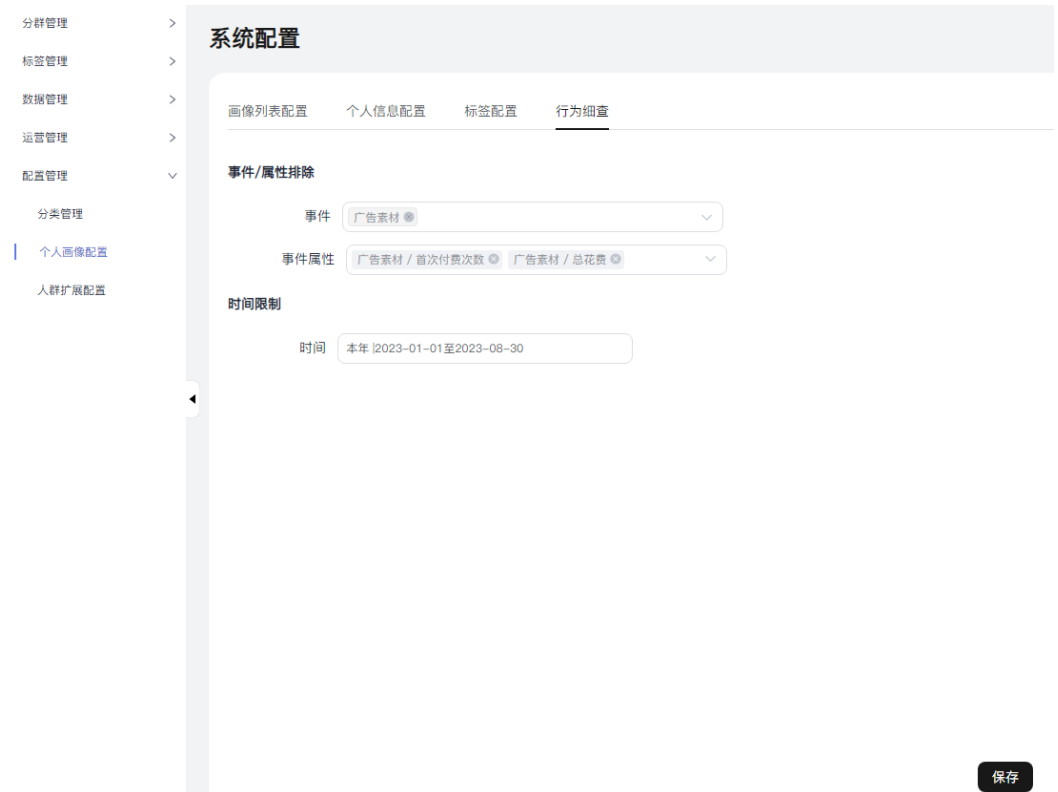 分群管理
标签管理
数据管理
运营管理
配置管理
分类管理
个人画像配置
人群扩展配置
系统配置
画像列表配置 个人信息配置 标签配置 行为细查
事件/属性排除
事件 广告素材
事件属性 广告素材 / 首次付费次数 广告素材 / 总花费
时间限制
时间 本年 |2023-01-01至2023-08-30
保存